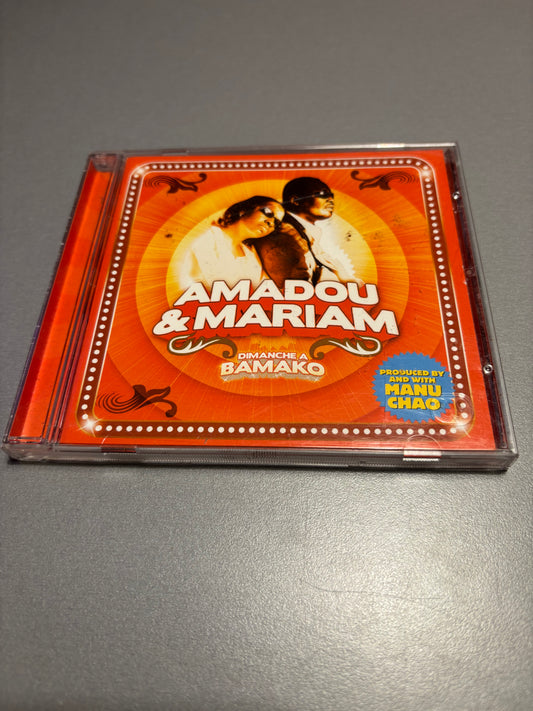 AMADOU
& MARIAM
DIMANCHE A
BAMAKO
PRODUCED BY
AND WITH
MANU
CHAO